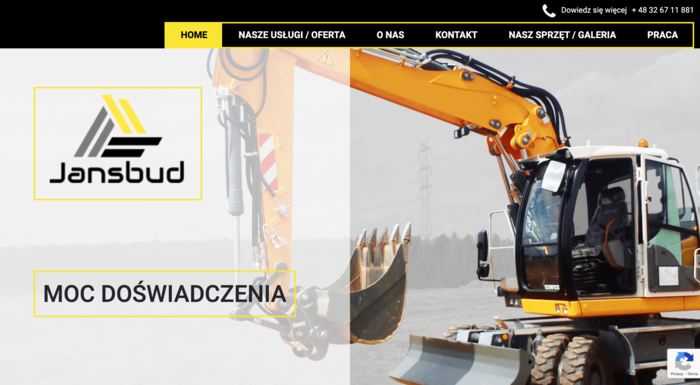 Dowiedz się więcej + 48 32 67 11 881
HOME NASZE USŁUGI / OFERTA O NAS KONTAKT NASZ SPRZĘT / GALERIA PRACA
Jansbud
MOC DOŚWIADCZENIA
Privacy - Terms